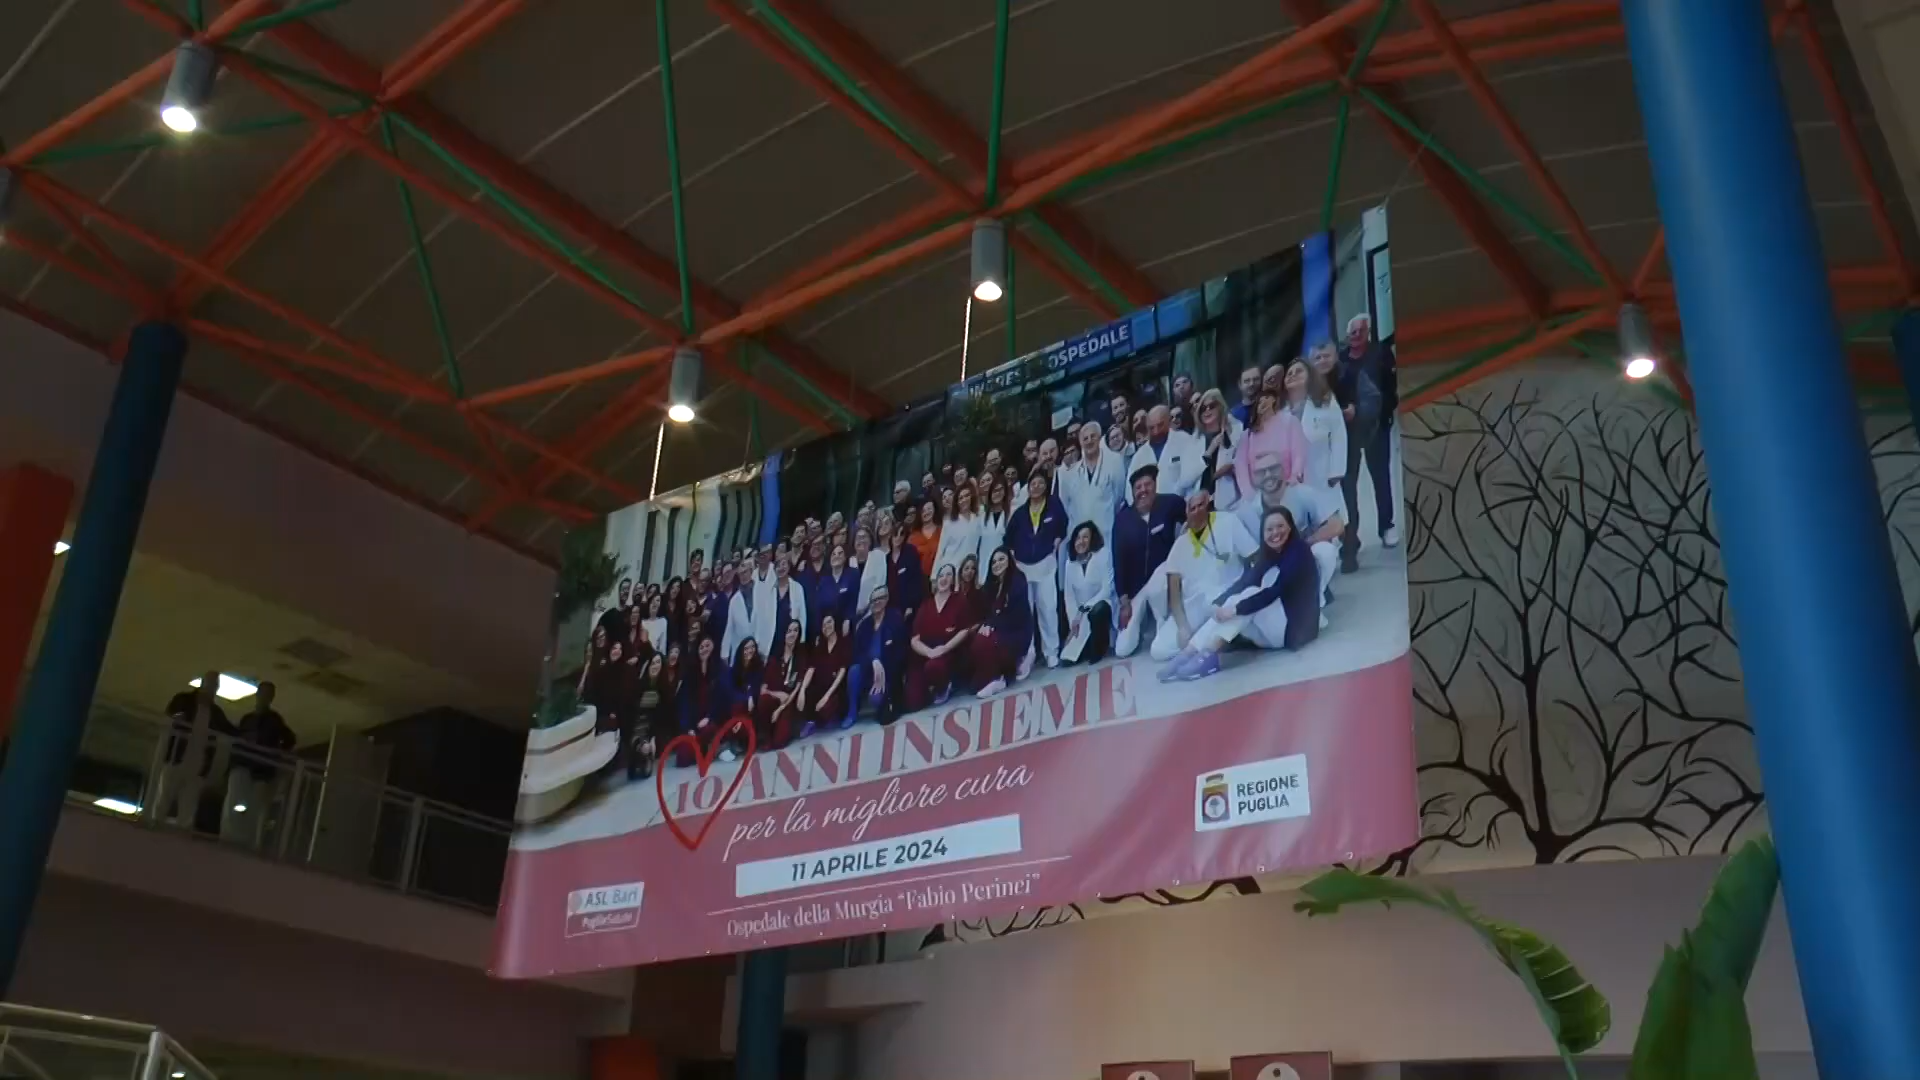 OSPEDALE
10 ANNI INSIEME
per la migliore cura
11 APRILE 2024
Ospedale della Murgia "Fabio Perinei"
ASL Bari
PugliaSalute
REGIONE
PUGLIA